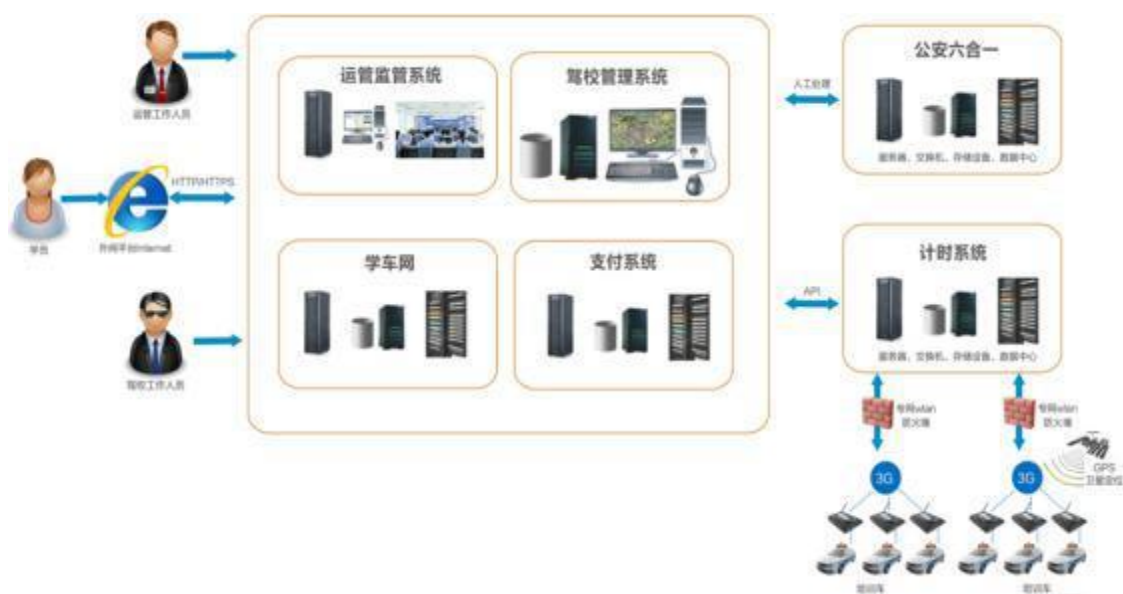 运管工作人员
学员
外网平台Internet
HTTP/HTTPS
驾校工作人员
运管监管系统
驾校管理系统
学车网
支付系统
人工处理
公安六合一
服务器、交换机、存储设备、数据中心
API
计时系统
服务器、交换机、存储设备、数据中心
专网vlan
防火墙
专网vlan
防火墙
3G
3G
GPS
卫星定位
培训车
培训车